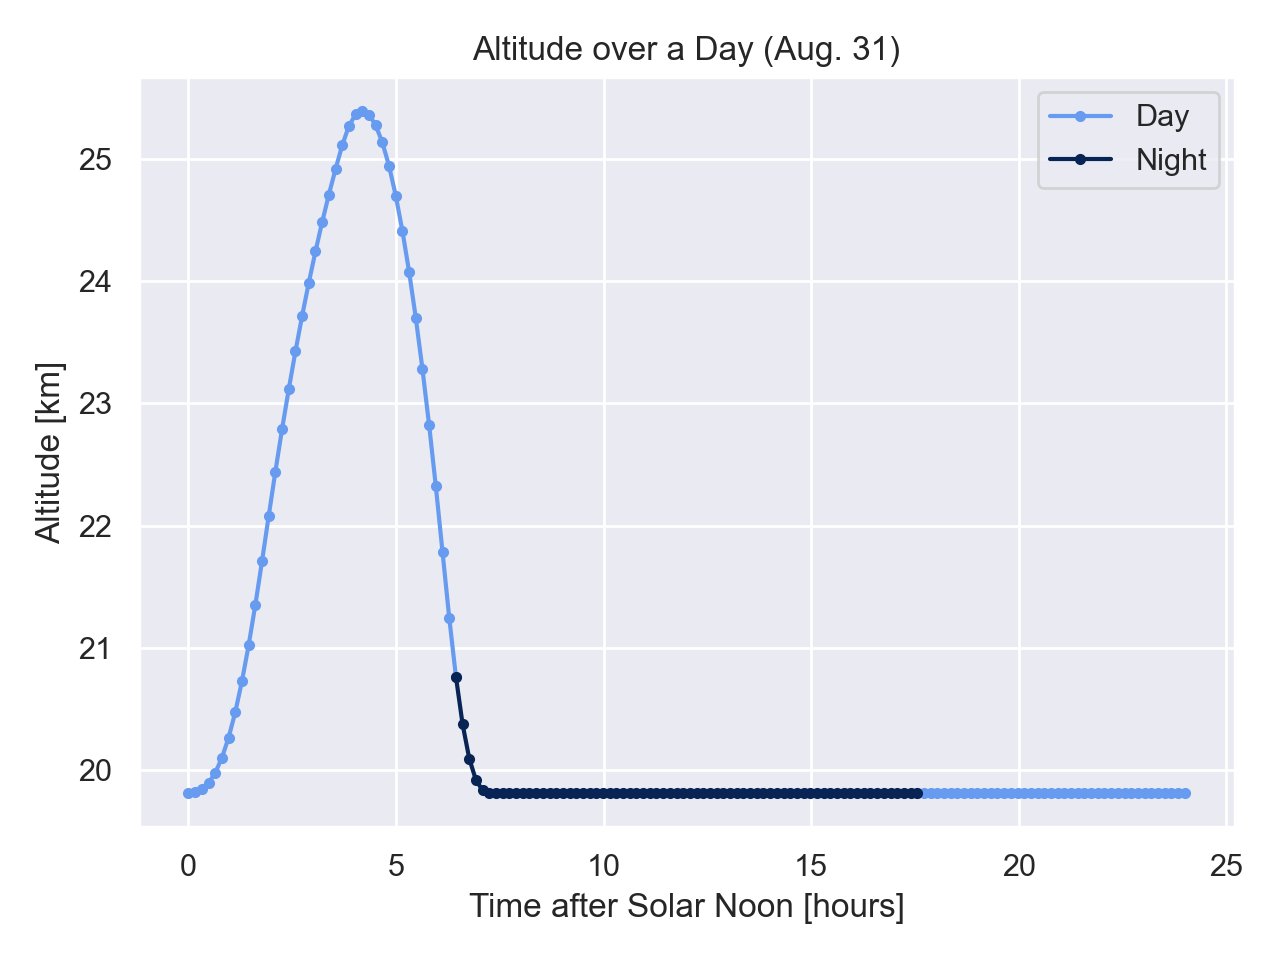 Altitude over a Day (Aug. 31)
Day
Night
25
24
23
22
21
20
Altitude [km]
0 5 10 15 20 25
Time after Solar Noon [hours]